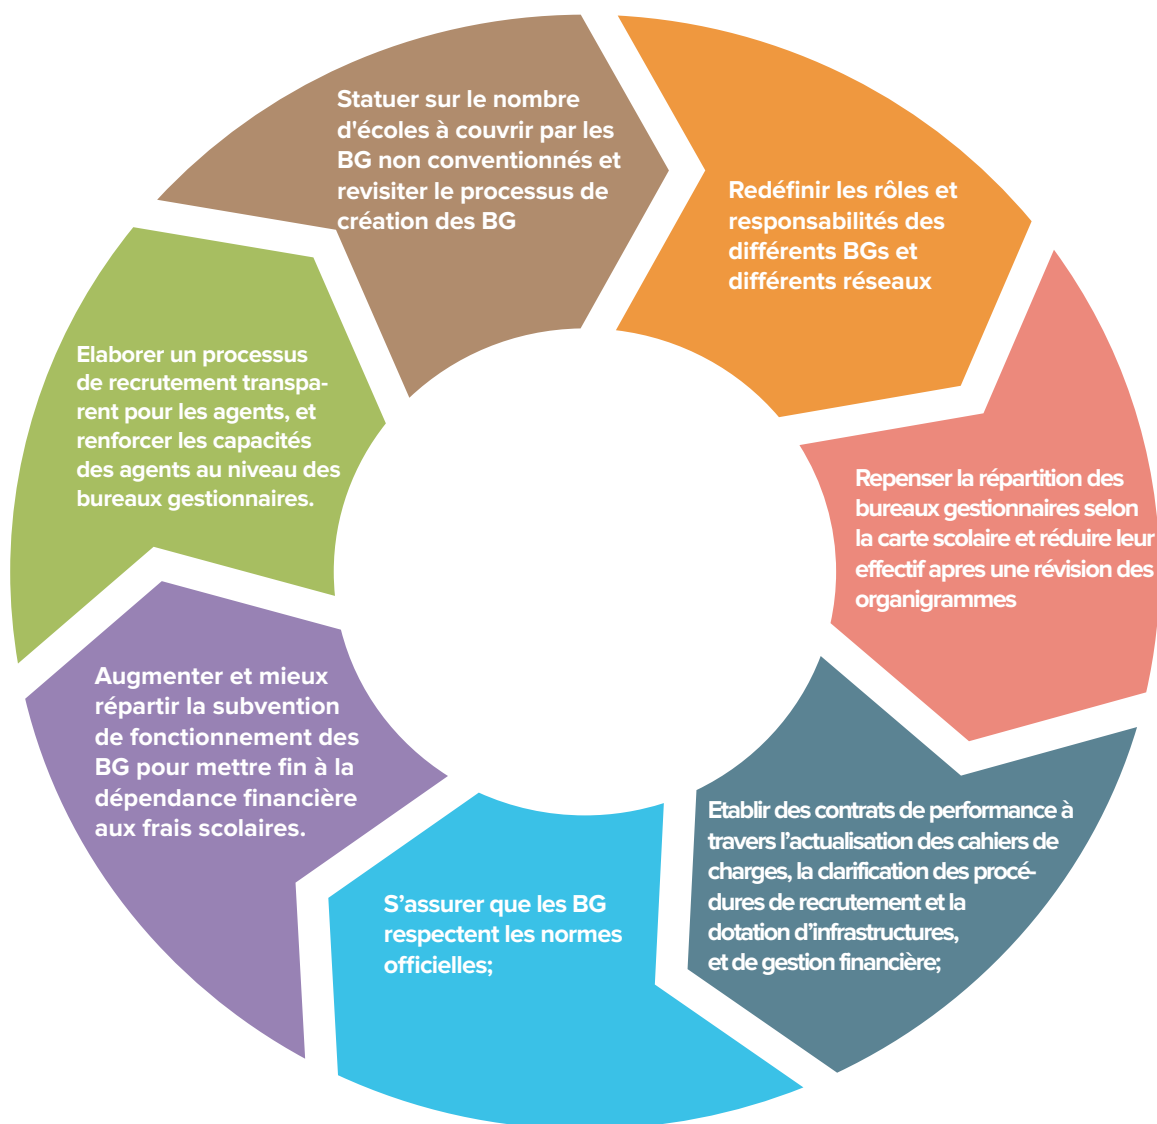 Statuer sur le nombre
d'écoles à couvrir par les
BG non conventionnés et
revisiter le processus de
création des BG
Redéfinir les rôles et
responsabilités des
différents BGs et
différents réseaux
Repenser la répartition des
bureaux gestionnaires selon
la carte scolaire et réduire leur
effectif apres une révision des
organigrammes
Etablir des contrats de performance à
travers l’actualisation des cahiers de
charges, la clarification des procé-
dures de recrutement et la
dotation d’infrastructures,
et de gestion financière;
S’assurer que les BG
respectent les normes
officielles;
Augmenter et mieux
répartir la subvention
de fonctionnement des
BG pour mettre fin à la
dépendance financière
aux frais scolaires.
Elaborer un processus
de recrutement transpa-
rent pour les agents, et
renforcer les capacités
des agents au niveau des
bureaux gestionnaires.